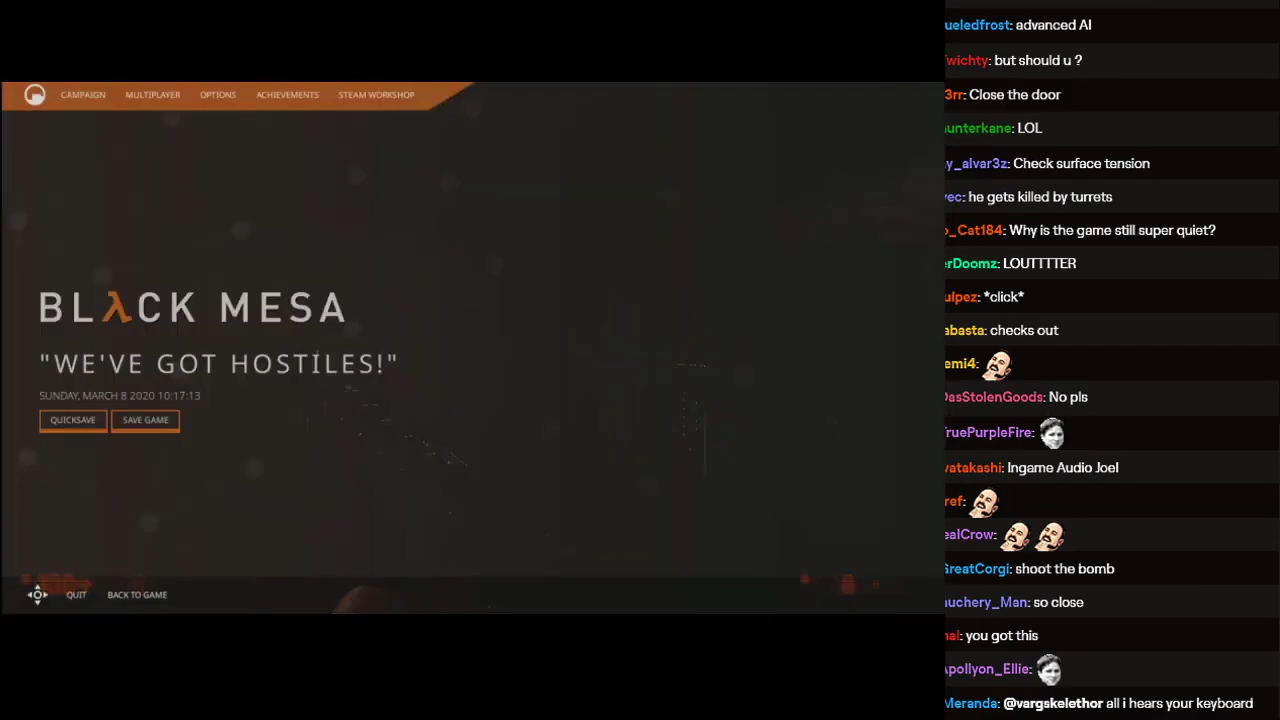 CAMPAIGN MULTIPLAYER OPTIONS ACHIEVEMENTS STEAM WORKSHOP
BLλCK MESA
"WE'VE GOT HOSTILES!"
SUNDAY, MARCH 8 2020 10:17:13
QUICKSAVE SAVE GAME
QUIT BACK TO GAME
ueledfrost: advanced AI
wichty: but should u ?
3rr: Close the door
unterkane: LOL
y_alvar3z: Check surface tension
vec: he gets killed by turrets
o_Cat184: Why is the game still super quiet?
erDoomz: LOUTTTTER
ulpez: *click*
abasta: checks out
emi4:
DasStolenGoods: No pls
TruePurpleFire:
vatakashi: Ingame Audio Joel
ref:
ealCrow:
GreatCorgi: shoot the bomb
uchery_Man: so close
nal: you got this
Apollyon_Ellie:
Meranda: @vargskelethor all i hears your keyboard